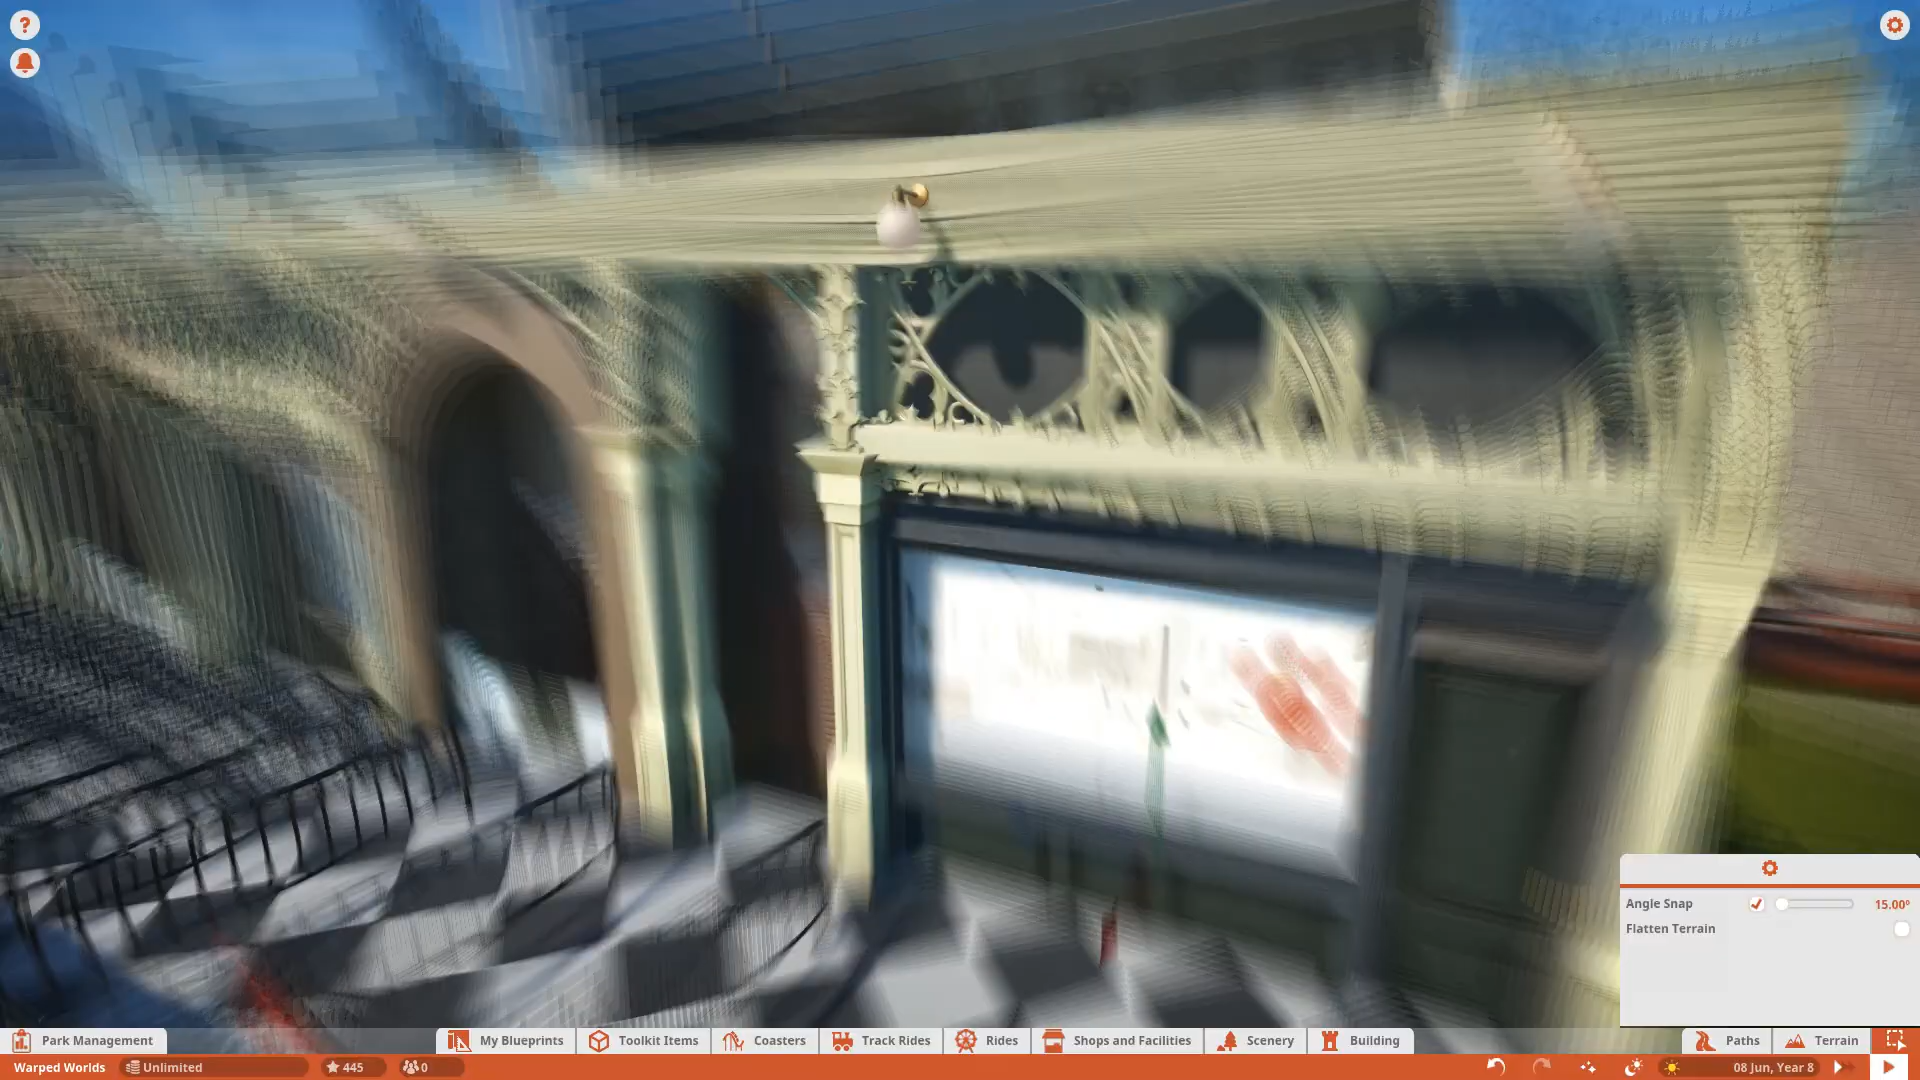 ?
Angle Snap 15.00°
Flatten Terrain
Park Management My Blueprints Toolkit Items Coasters Track Rides Rides Shops and Facilities Scenery Building Paths Terrain
Warped Worlds Unlimited 445 0 08 Jun, Year 8